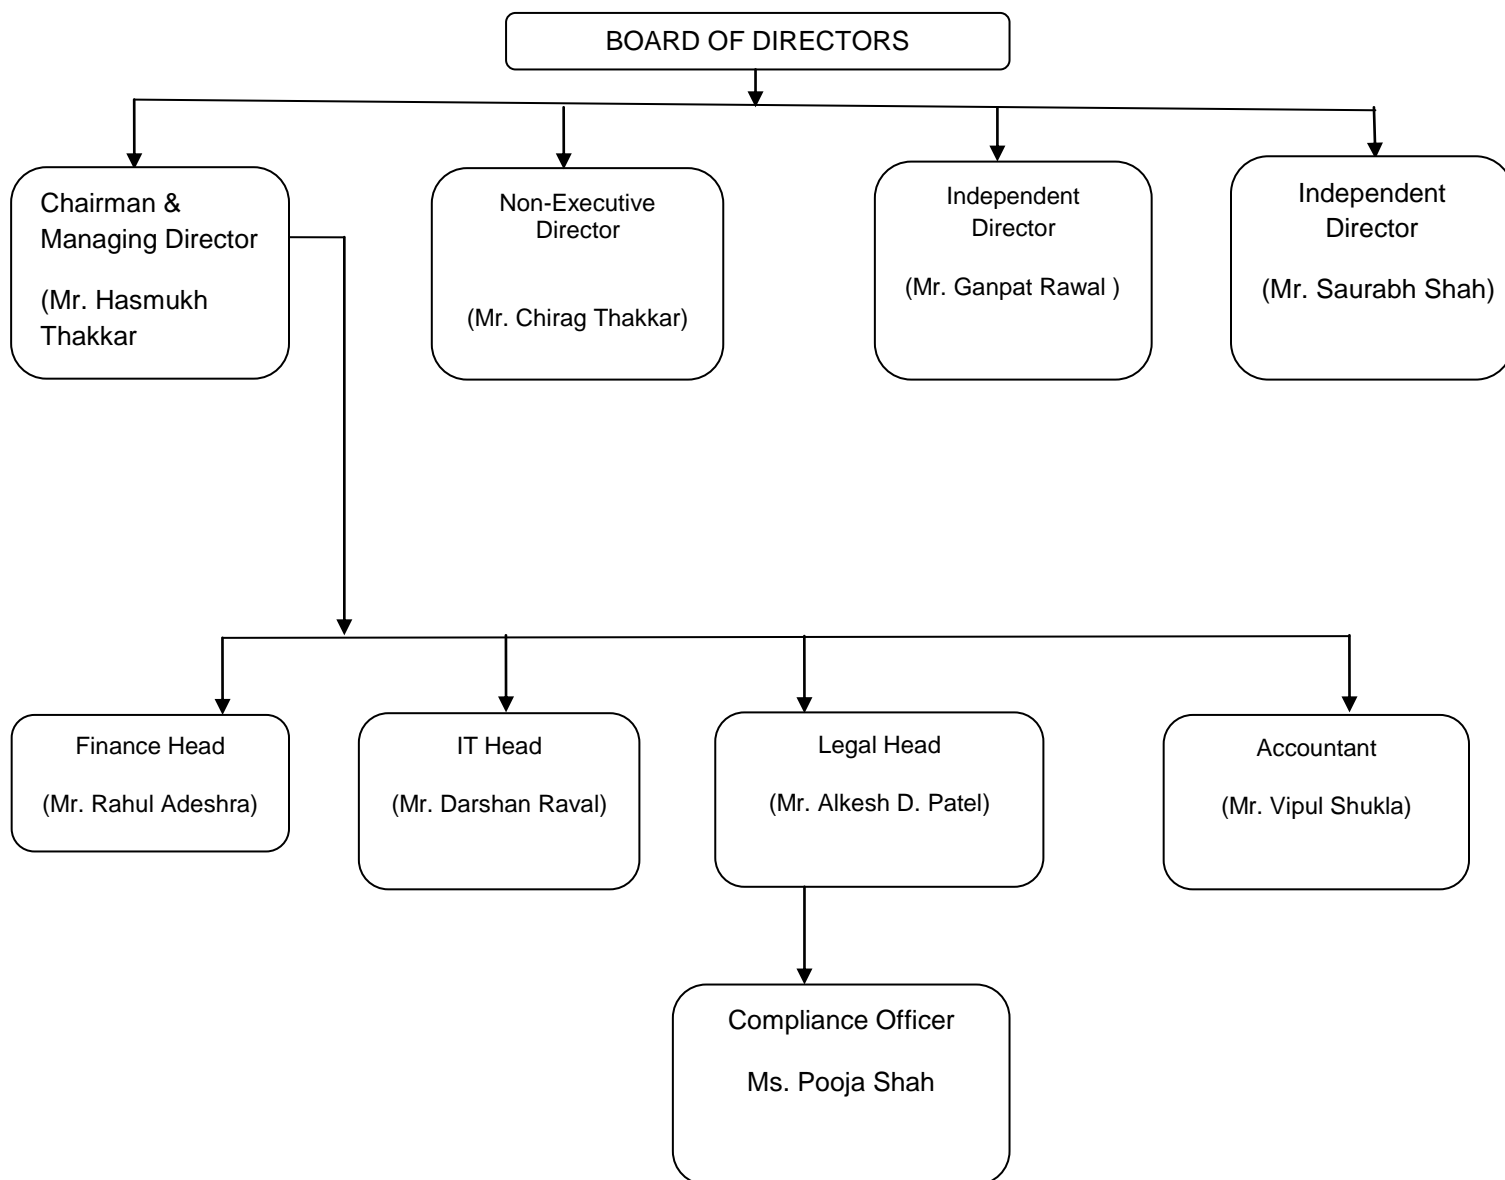 BOARD OF DIRECTORS
Chairman &
Managing Director
(Mr. Hasmukh
Thakkar
Non-Executive
Director
(Mr. Chirag Thakkar)
Independent
Director
(Mr. Ganpat Rawal )
Independent
Director
(Mr. Saurabh Shah)
Finance Head
(Mr. Rahul Adeshra)
IT Head
(Mr. Darshan Raval)
Legal Head
(Mr. Alkesh D. Patel)
Accountant
(Mr. Vipul Shukla)
Compliance Officer
Ms. Pooja Shah